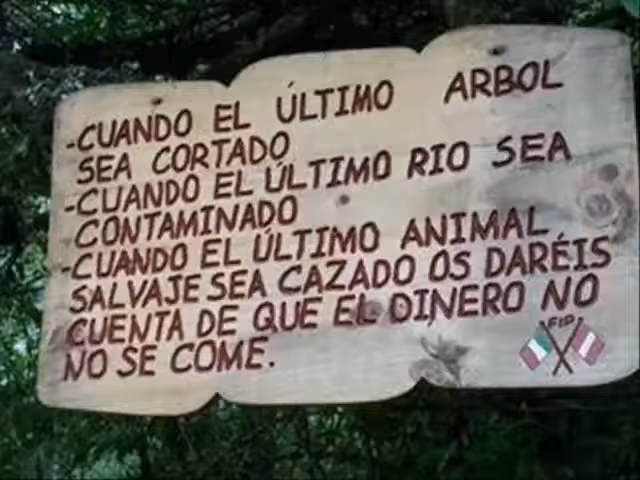 -CUANDO EL ÚLTIMO ARBOL
SEA CORTADO
-CUANDO EL ÚLTIMO RIO SEA
CONTAMINADO
-CUANDO EL ÚLTIMO ANIMAL
SALVAJE SEA CAZADO OS DARÉIS
CUENTA DE QUE EL DINERO NO
NO SE COME.